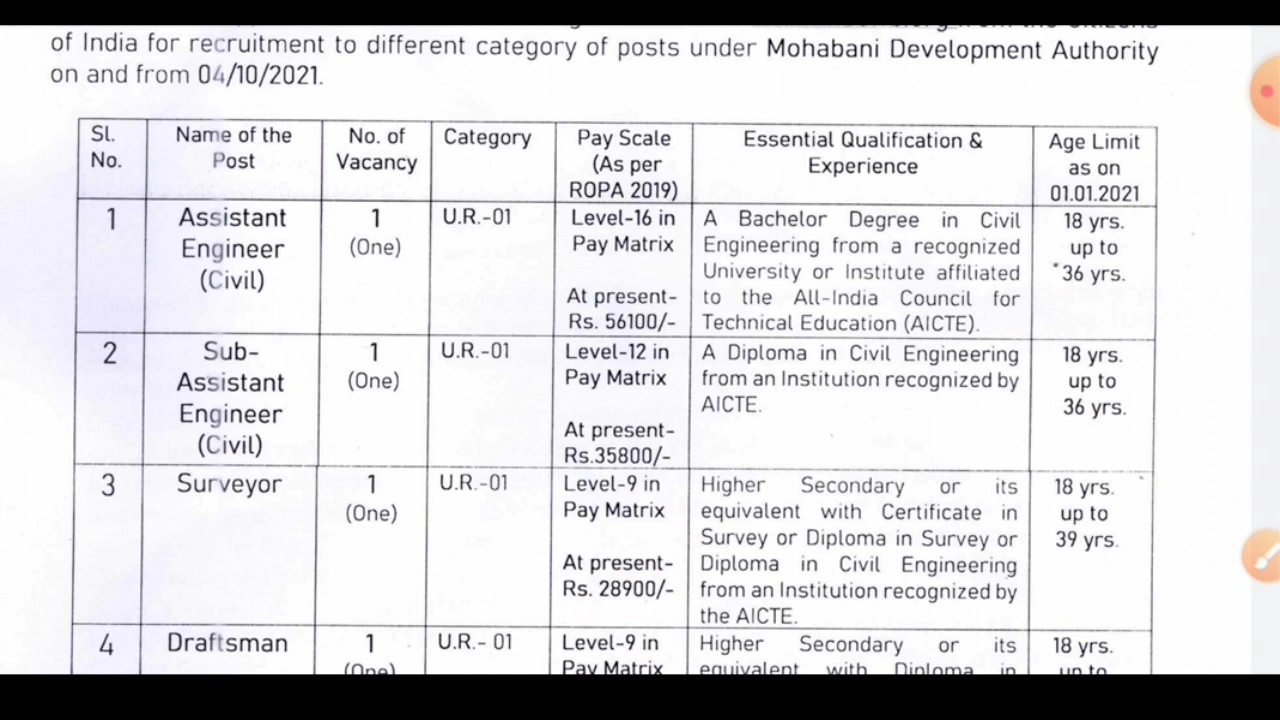 of India for recruitment to different category of posts under Mohabani Development Authority
on and from 04/10/2021.
Sl. No.
Name of the Post
No. of Vacancy
Category
Pay Scale (As per ROPA 2019)
Essential Qualification & Experience
Age Limit as on 01.01.2021
1
Assistant
Engineer
(Civil)
1
(One)
U.R.-01
Level-16 in
Pay Matrix
At present-
Rs. 56100/-
A Bachelor Degree in Civil
Engineering from a recognized
University or Institute affiliated
to the All-India Council for
Technical Education (AICTE).
18 yrs.
up to
36 yrs.
2
Sub-
Assistant
Engineer
(Civil)
1
(One)
U.R.-01
Level-12 in
Pay Matrix
At present-
Rs.35800/-
A Diploma in Civil Engineering
from an Institution recognized by
AICTE.
18 yrs.
up to
36 yrs.
3
Surveyor
1
(One)
U.R.-01
Level-9 in
Pay Matrix
At present-
Rs. 28900/-
Higher Secondary or its
equivalent with Certificate in
Survey or Diploma in Survey or
Diploma in Civil Engineering
from an Institution recognized by
the AICTE.
18 yrs.
up to
39 yrs.
4
Draftsman
1
(One)
U.R.- 01
Level-9 in
Pay Matrix
Higher Secondary or its
equivalent with Diploma in
18 yrs.
up to